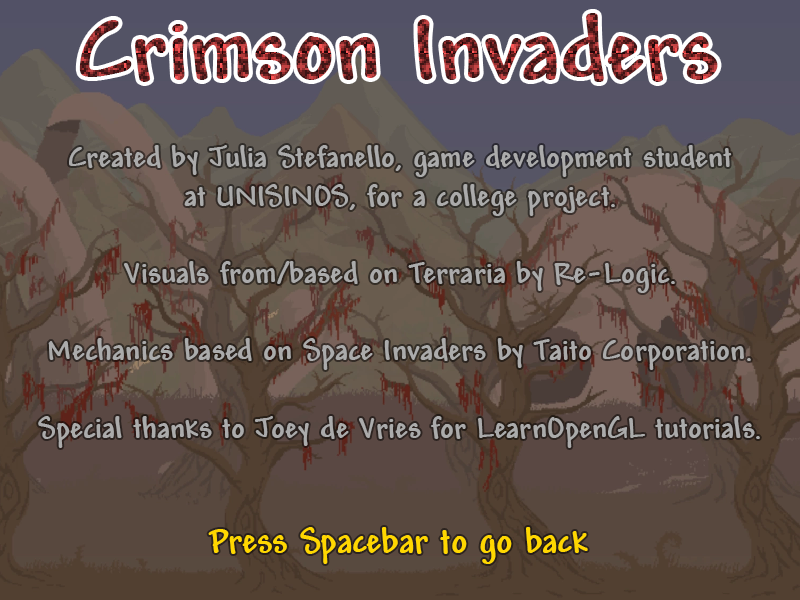 Crimson Invaders
Created by Julia Stefanello, game development student
at UNISINOS, for a college project.
Visuals from/based on Terraria by Re-Logic.
Mechanics based on Space Invaders by Taito Corporation.
Special thanks to Joey de Vries for LearnOpenGL tutorials.
Press Spacebar to go back